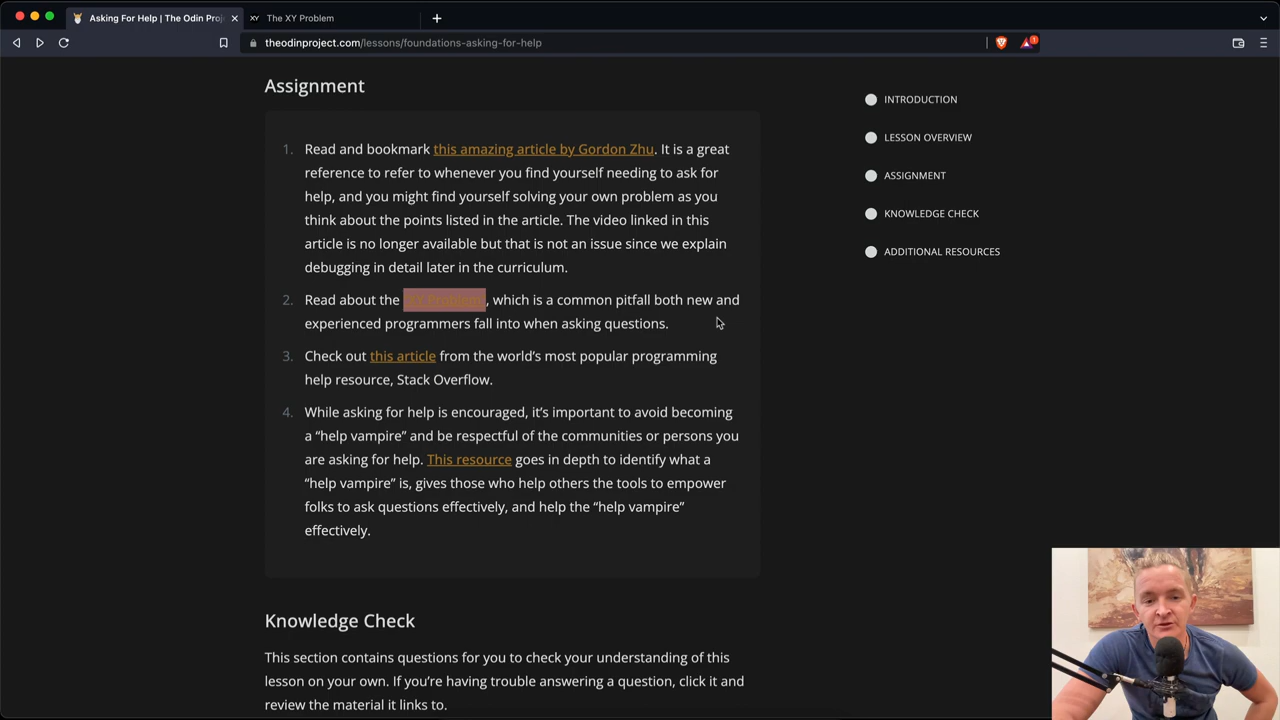 Asking For Help | The Odin Proj
The XY Problem
theodinproject.com/lessons/foundations-asking-for-help
1
Assignment
1. Read and bookmark this amazing article by Gordon Zhu. It is a great
reference to refer to whenever you find yourself needing to ask for
help, and you might find yourself solving your own problem as you
think about the points listed in the article. The video linked in this
article is no longer available but that is not an issue since we explain
debugging in detail later in the curriculum.
2. Read about the XY Problem, which is a common pitfall both new and
experienced programmers fall into when asking questions.
3. Check out this article from the world’s most popular programming
help resource, Stack Overflow.
4. While asking for help is encouraged, it’s important to avoid becoming
a “help vampire” and be respectful of the communities or persons you
are asking for help. This resource goes in depth to identify what a
“help vampire” is, gives those who help others the tools to empower
folks to ask questions effectively, and help the “help vampire”
effectively.
Knowledge Check
This section contains questions for you to check your understanding of this
lesson on your own. If you’re having trouble answering a question, click it and
review the material it links to.
INTRODUCTION
LESSON OVERVIEW
ASSIGNMENT
KNOWLEDGE CHECK
ADDITIONAL RESOURCES